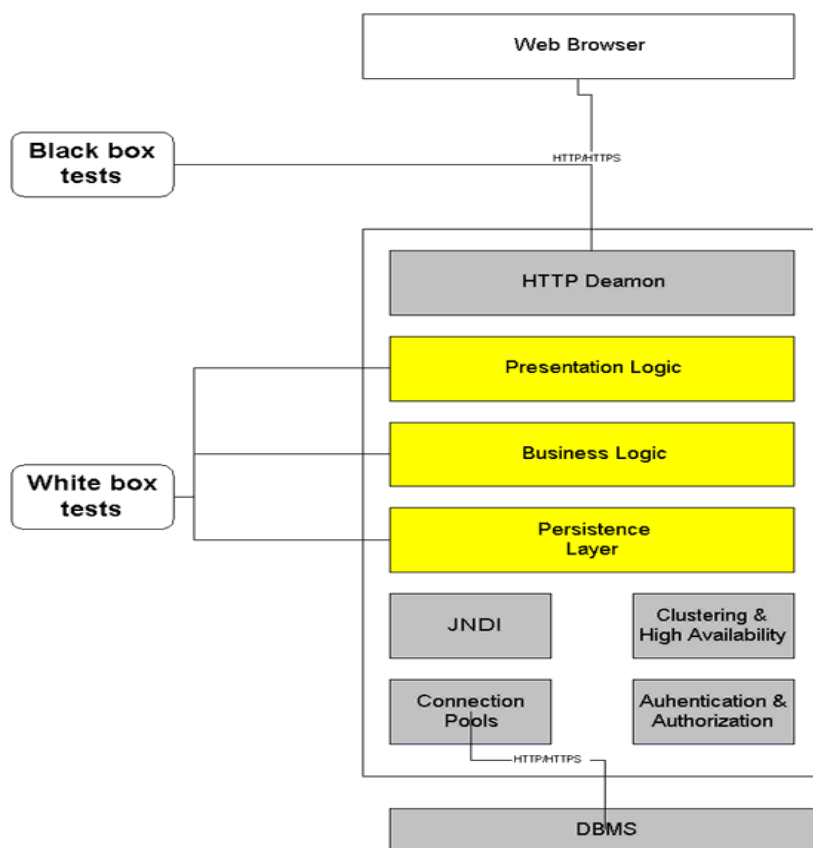 Web Browser
Black box
tests
HTTP/HTTPS
HTTP Deamon
Presentation Logic
Business Logic
White box
tests
Persistence
Layer
JNDI
Clustering &
High Availability
Connection
Pools
Auhentication &
Authorization
HTTP/HTTPS
DBMS